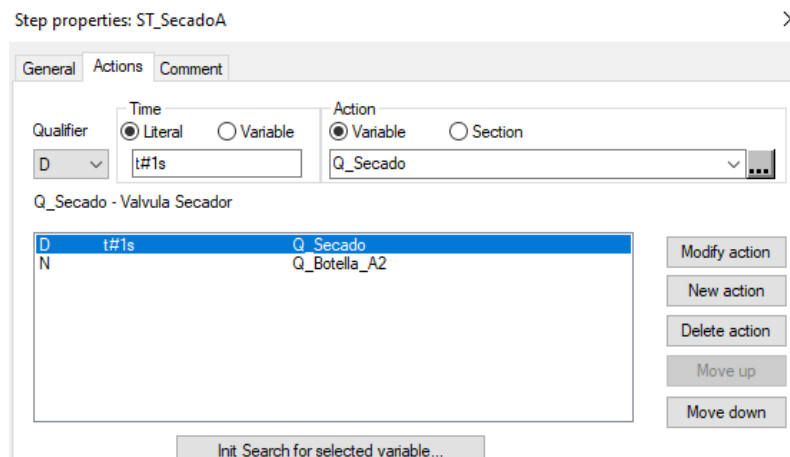 Step properties: ST_SecadoA
General Actions Comment
Time Action
Qualifier Literal Variable Variable Section
D t#1s Q_Secado ...
Q_Secado - Valvula Secador
D t#1s Q_Secado
N Q_Botella_A2
Modify action
New action
Delete action
Move up
Move down
Init Search for selected variable...